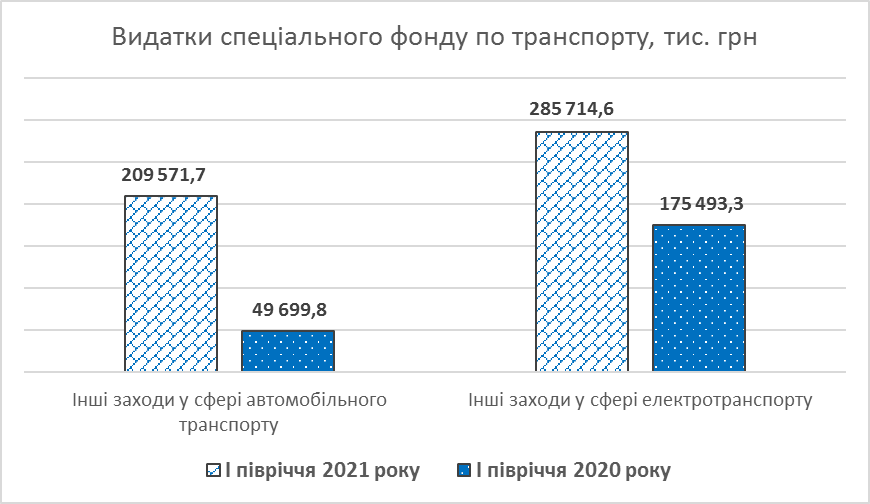 Видатки спеціального фонду по транспорту, тис. грн
285 714,6
209 571,7
175 493,3
49 699,8
Інші заходи у сфері автомобільного
транспорту
Інші заходи у сфері електротранспорту
І півріччя 2021 року
І півріччя 2020 року